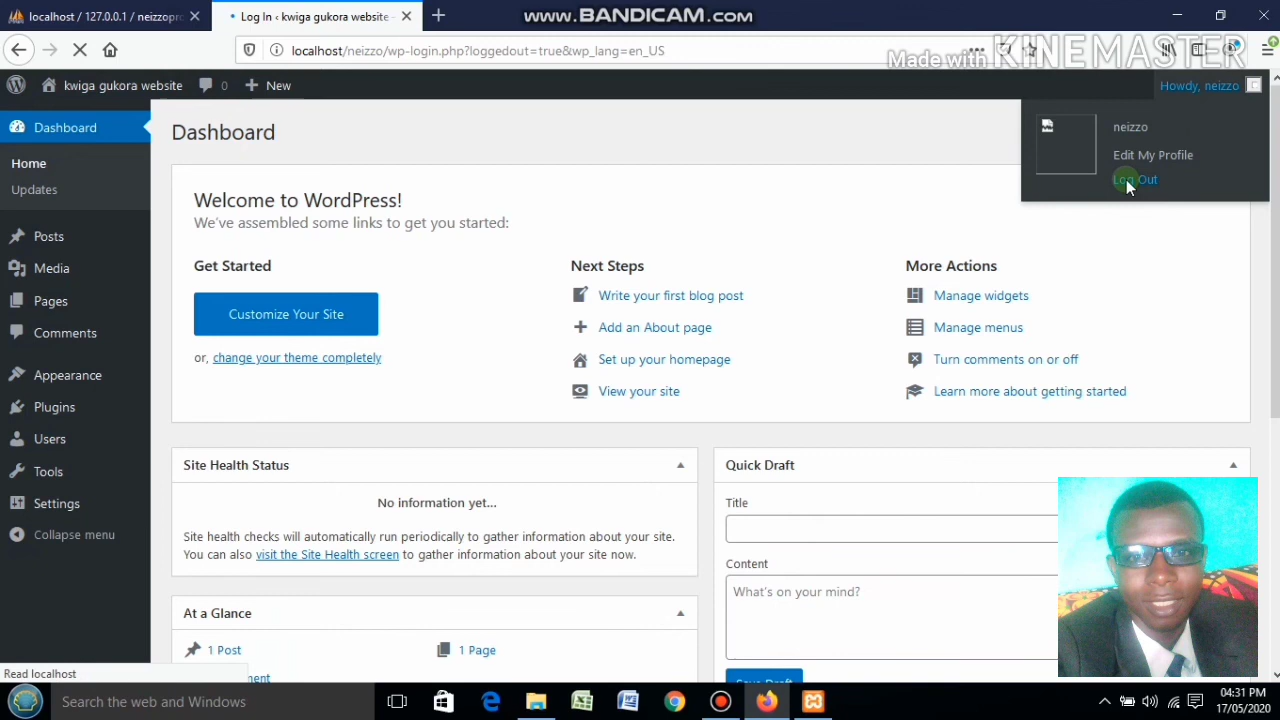 localhost / 127.0.0.1 / neizzopro
Log In ‹ kwiga gukora website -
www.BANDICAM.com
localhost/neizzo/wp-login.php?loggedout=true&wp_lang=en_US
Made with KINEMASTER
kwiga gukora website
0
New
Howdy, neizzo
neizzo
Edit My Profile
Log Out
Dashboard
Home
Updates
Posts
Media
Pages
Comments
Appearance
Plugins
Users
Tools
Settings
Collapse menu
Dashboard
Welcome to WordPress!
We've assembled some links to get you started:
Get Started
Customize Your Site
or, change your theme completely
Next Steps
Write your first blog post
Add an About page
Set up your homepage
View your site
More Actions
Manage widgets
Manage menus
Turn comments on or off
Learn more about getting started
Site Health Status
No information yet...
Site health checks will automatically run periodically to gather information about your site.
You can also visit the Site Health screen to gather information about your site now.
At a Glance
1 Post
1 Page
Quick Draft
Title
Content
What's on your mind?
Save Draft
Read localhost
Search the web and Windows
04:31 PM
17/05/2020